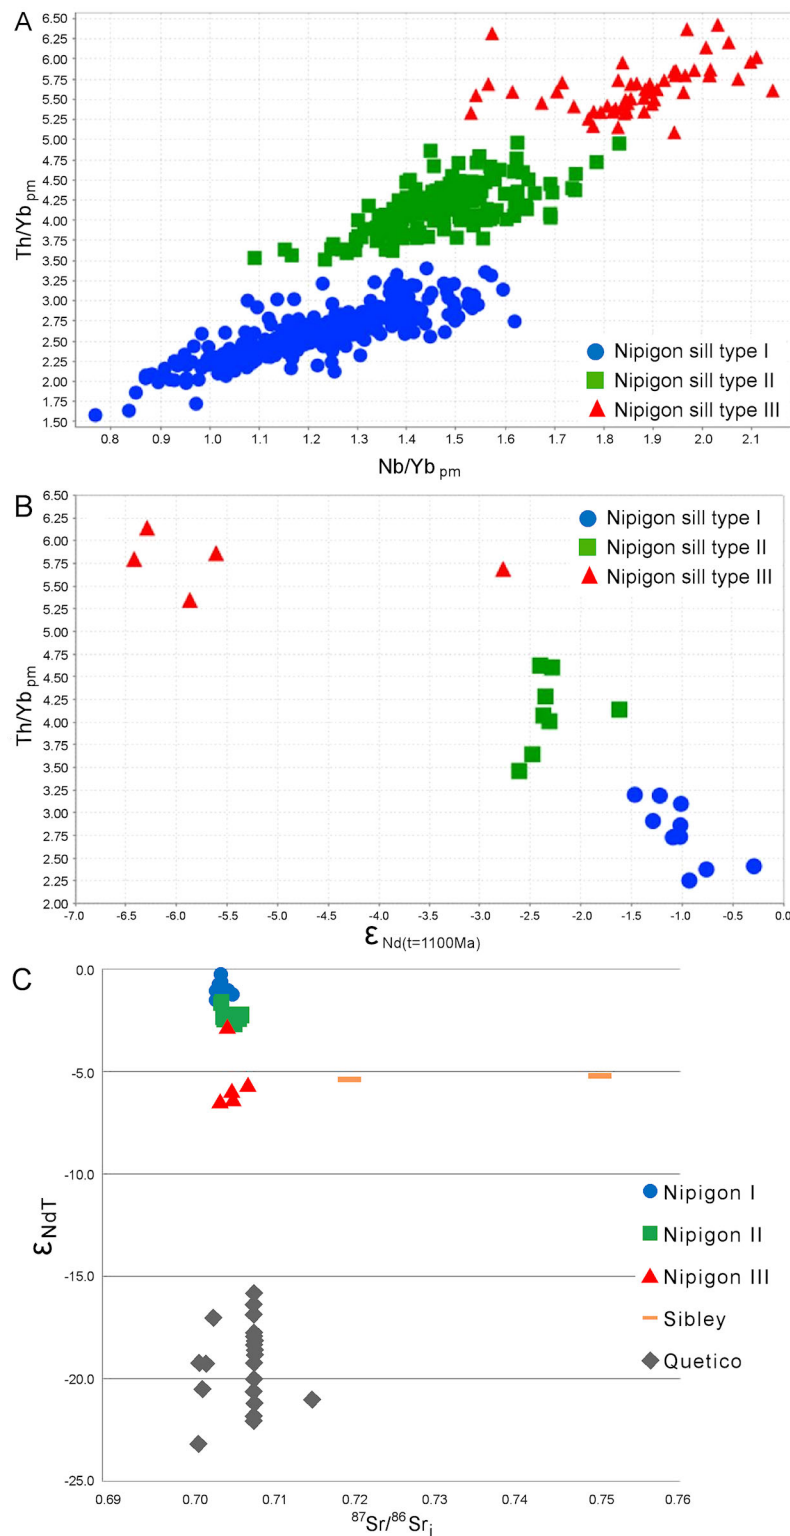 A
6.50
6.25
6.00
5.75
5.50
5.25
5.00
4.75
4.50
4.25
4.00
3.75
3.50
3.25
3.00
2.75
2.50
2.25
2.00
1.75
1.50
Th/Yb pm
Nipigon sill type I
Nipigon sill type II
Nipigon sill type III
0.8 0.9 1.0 1.1 1.2 1.3 1.4 1.5 1.6 1.7 1.8 1.9 2.0 2.1
Nb/Yb pm
B
6.50
6.25
6.00
5.75
5.50
5.25
5.00
4.75
4.50
4.25
4.00
3.75
3.50
3.25
3.00
2.75
2.50
2.25
2.00
Th/Yb pm
Nipigon sill type I
Nipigon sill type II
Nipigon sill type III
-7.0 -6.5 -6.0 -5.5 -5.0 -4.5 -4.0 -3.5 -3.0 -2.5 -2.0 -1.5 -1.0 -0.5 0.0
ε Nd(t=1100Ma)
C
0.0
-5.0
-10.0
-15.0
-20.0
-25.0
εNdT
Nipigon I
Nipigon II
Nipigon III
Sibley
Quetico
0.69 0.70 0.71 0.72 0.73 0.74 0.75 0.76
87Sr/86Sri